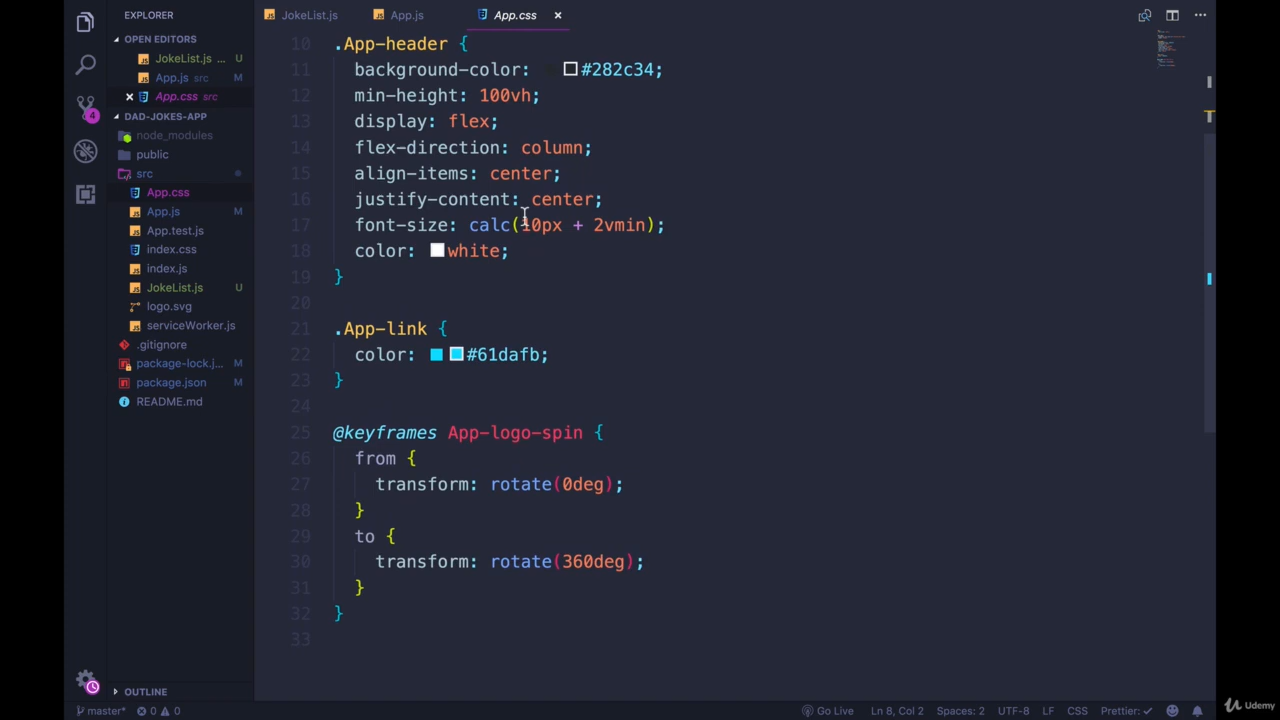 EXPLORER
JokeList.js
App.js
App.css
OPEN EDITORS
JokeList.js ... U
App.js src M
App.css src
DAD-JOKES-APP
node_modules
public
src
App.css
App.js M
App.test.js
index.css
index.js
JokeList.js U
logo.svg
serviceWorker.js
.gitignore
package-lock.j... M
package.json M
README.md
OUTLINE
4
10 .App-header {
11 background-color: #282c34;
12 min-height: 100vh;
13 display: flex;
14 flex-direction: column;
15 align-items: center;
16 justify-content: center;
17 font-size: calc(10px + 2vmin);
18 color: white;
19 }
20
21 .App-link {
22 color: #61dafb;
23 }
24
25 @keyframes App-logo-spin {
26 from {
27 transform: rotate(0deg);
28 }
29 to {
30 transform: rotate(360deg);
31 }
32 }
33
master* 0 0
Go Live Ln 8, Col 2 Spaces: 2 UTF-8 LF CSS Prettier: ✓
Udemy